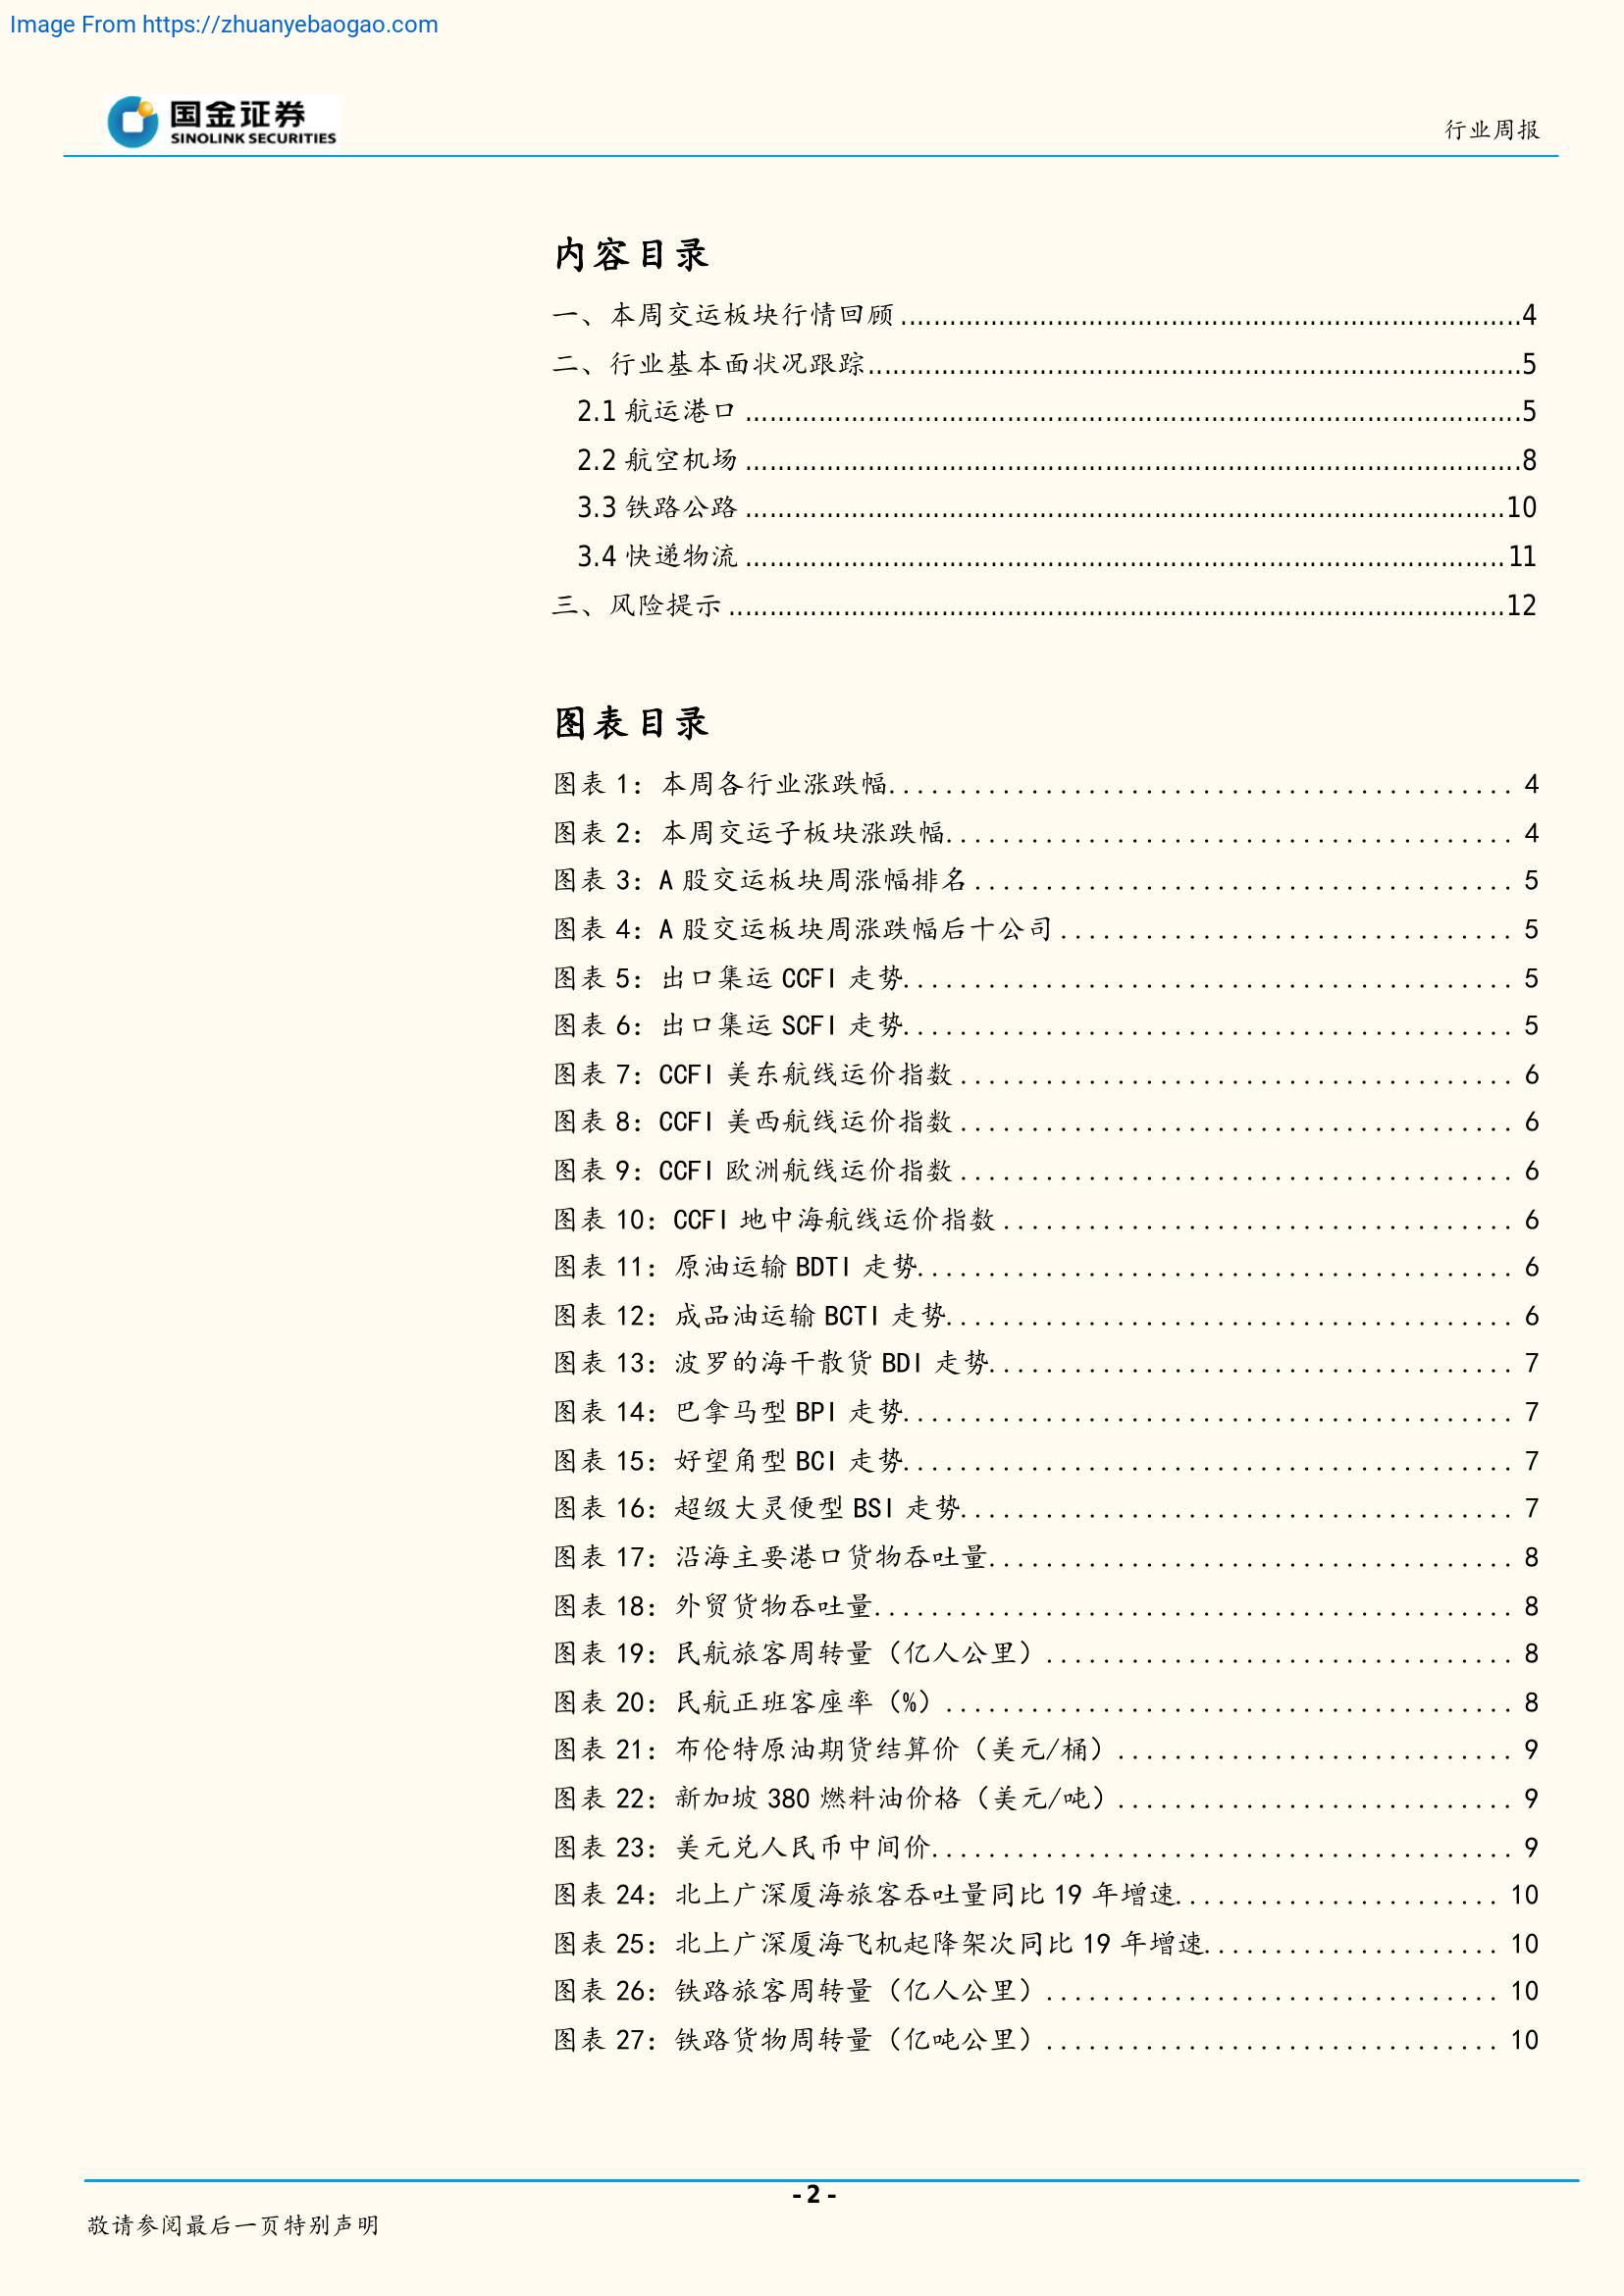 Image From https://zhuanyebaogao.com
国金证券
SINOLINK SECURITIES
行业周报
内容目录
一、本周交运板块行情回顾....................4
二、行业基本面状况跟踪....................5
2.1 航运港口....................5
2.2 航空机场....................8
3.3 铁路公路....................10
3.4 快递物流....................11
三、风险提示....................12
图表目录
图表 1：本周各行业涨跌幅.................... 4
图表 2：本周交运子板块涨跌幅.................... 4
图表 3：A 股交运板块周涨幅排名.................... 5
图表 4：A 股交运板块周涨跌幅后十公司.................... 5
图表 5：出口集运 CCFI 走势.................... 5
图表 6：出口集运 SCFI 走势.................... 5
图表 7：CCFI 美东航线运价指数.................... 6
图表 8：CCFI 美西航线运价指数.................... 6
图表 9：CCFI 欧洲航线运价指数.................... 6
图表 10：CCFI 地中海航线运价指数.................... 6
图表 11：原油运输 BDTI 走势.................... 6
图表 12：成品油运输 BCTI 走势.................... 6
图表 13：波罗的海干散货 BDI 走势.................... 7
图表 14：巴拿马型 BPI 走势.................... 7
图表 15：好望角型 BCI 走势.................... 7
图表 16：超级大灵便型 BSI 走势.................... 7
图表 17：沿海主要港口货物吞吐量.................... 8
图表 18：外贸货物吞吐量.................... 8
图表 19：民航旅客周转量（亿人公里）.................... 8
图表 20：民航正班客座率（%）.................... 8
图表 21：布伦特原油期货结算价（美元/桶）.................... 9
图表 22：新加坡 380 燃料油价格（美元/吨）.................... 9
图表 23：美元兑人民币中间价.................... 9
图表 24：北上广深厦海旅客吞吐量同比 19 年增速.................... 10
图表 25：北上广深厦海飞机起降架次同比 19 年增速.................... 10
图表 26：铁路旅客周转量（亿人公里）.................... 10
图表 27：铁路货物周转量（亿吨公里）.................... 10
- 2 -
敬请参阅最后一页特别声明